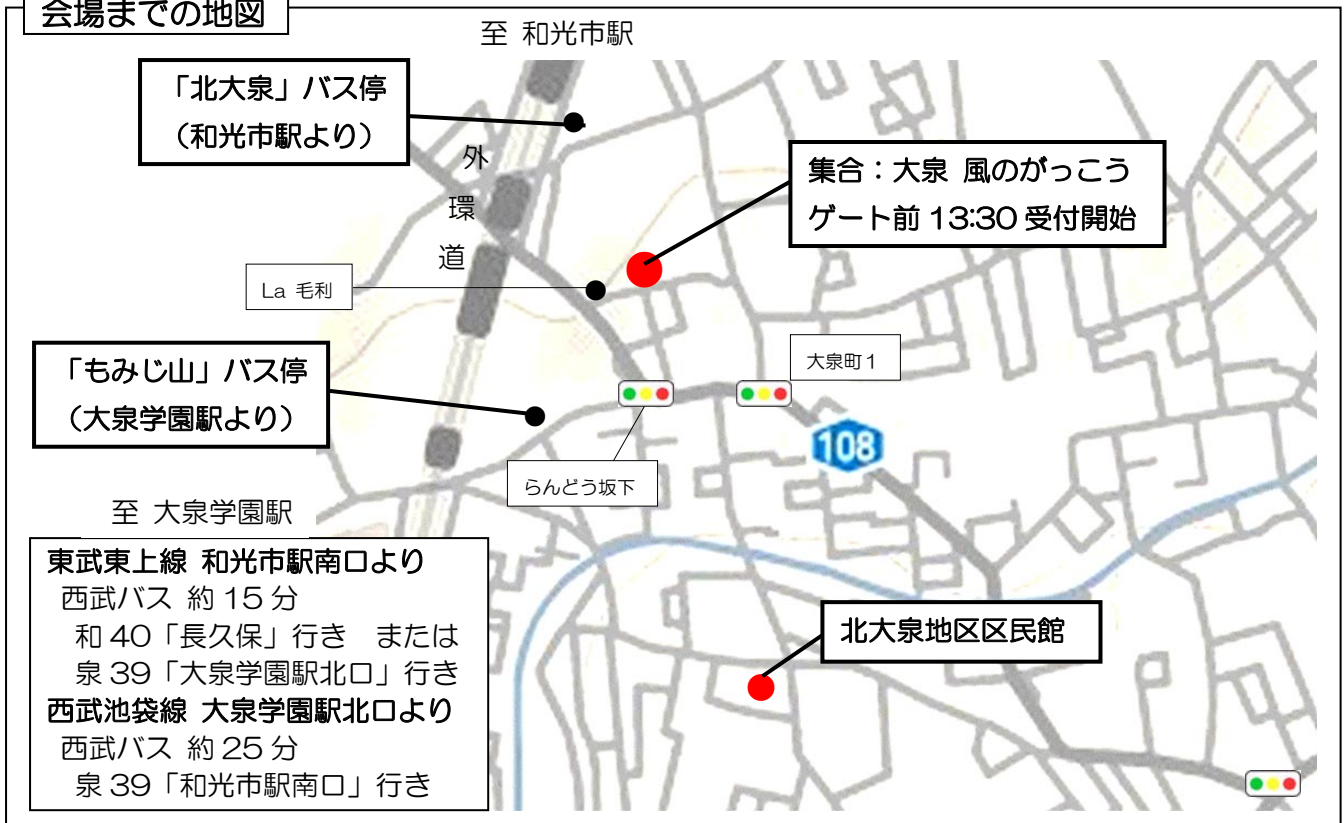 会場までの地図
至 和光市駅
「北大泉」バス停
（和光市駅より）
外
環
道
集合：大泉 風のがっこう
ゲート前 13:30 受付開始
La 毛利
「もみじ山」バス停
（大泉学園駅より）
大泉町１
108
らんどう坂下
至 大泉学園駅
東武東上線 和光市駅南口より
西武バス 約 15 分
和 40「長久保」行き　または
泉 39「大泉学園駅北口」行き
西武池袋線 大泉学園駅北口より
西武バス 約 25 分
泉 39「和光市駅南口」行き
北大泉地区区民館